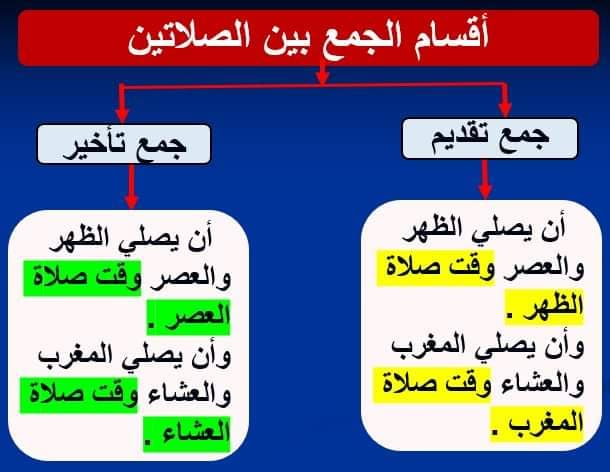 أقسام الجمع بين الصلاتين
جمع تقديم
أن يصلي الظهر
والعصر وقت صلاة
الظهر .
وأن يصلي المغرب
والعشاء وقت صلاة
المغرب .
جمع تأخير
أن يصلي الظهر
والعصر وقت صلاة
العصر .
وأن يصلي المغرب
والعشاء وقت صلاة
العشاء .